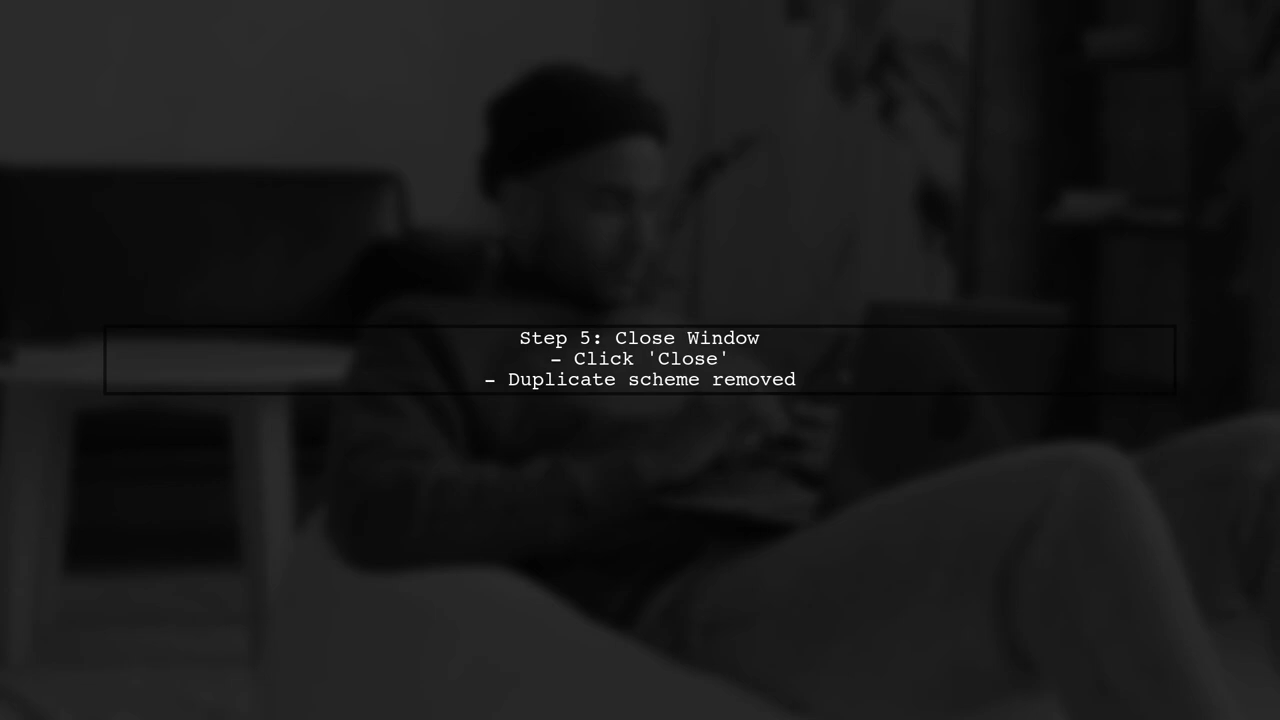 Step 5: Close Window
- Click 'Close'
- Duplicate scheme removed